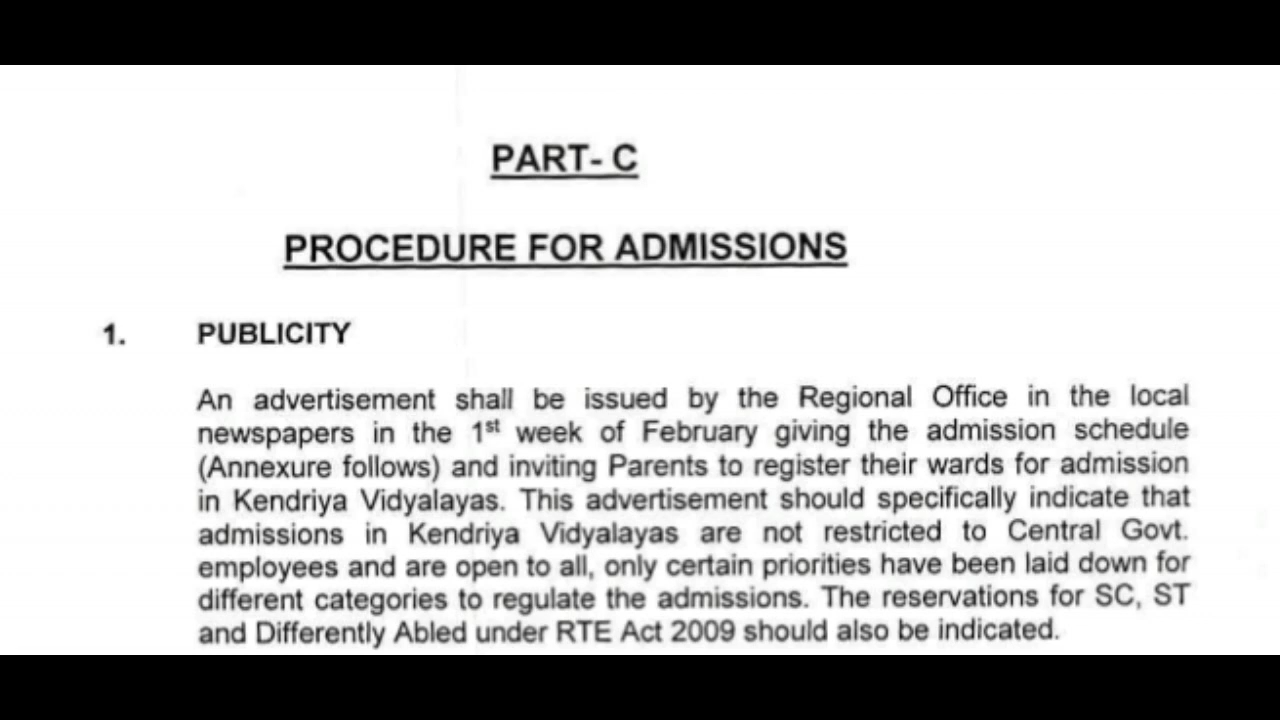 PART- C
PROCEDURE FOR ADMISSIONS
1. PUBLICITY
An advertisement shall be issued by the Regional Office in the local
newspapers in the 1st week of February giving the admission schedule
(Annexure follows) and inviting Parents to register their wards for admission
in Kendriya Vidyalayas. This advertisement should specifically indicate that
admissions in Kendriya Vidyalayas are not restricted to Central Govt.
employees and are open to all, only certain priorities have been laid down for
different categories to regulate the admissions. The reservations for SC, ST
and Differently Abled under RTE Act 2009 should also be indicated.